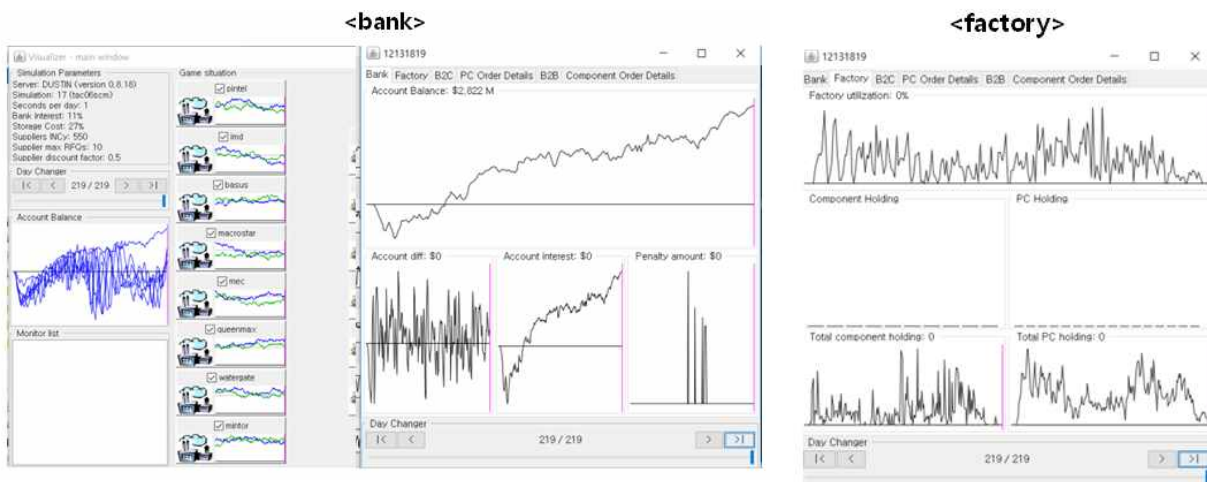 <bank>
<factory>
Visualizer - main window
Simulation Parameters
Server: DUSTIN (version 0.8.16)
Simulation: 17 (tac06scm)
Seconds per day: 1
Bank Interest: 11%
Storage Cost: 27%
Suppliers INCy: 550
Supplier max RFQs: 10
Supplier discount factor: 0.5
Day Changer
|< < 219 / 219 > >|
Account Balance
Monitor list
Game situation
pintel
imd
basus
macrostar
mec
queenmax
watergate
mintor
12131819
Bank Factory B2C PC Order Details B2B Component Order Details
Account Balance: $2,822 M
Account diff: $0 Account interest: $0 Penalty amount: $0
Day Changer
|< < 219 / 219 > >|
12131819
Bank Factory B2C PC Order Details B2B Component Order Details
Factory utilization: 0%
Component Holding PC Holding
Total component holding: 0 Total PC holding: 0
Day Changer
|< < 219 / 219 > >|